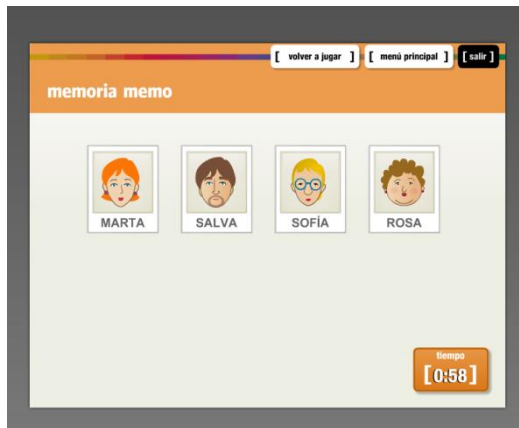 [ volver a jugar ] [ menú principal ] [ salir ]
memoria memo
MARTA SALVA SOFÍA ROSA
tiempo
[ 0:58 ]